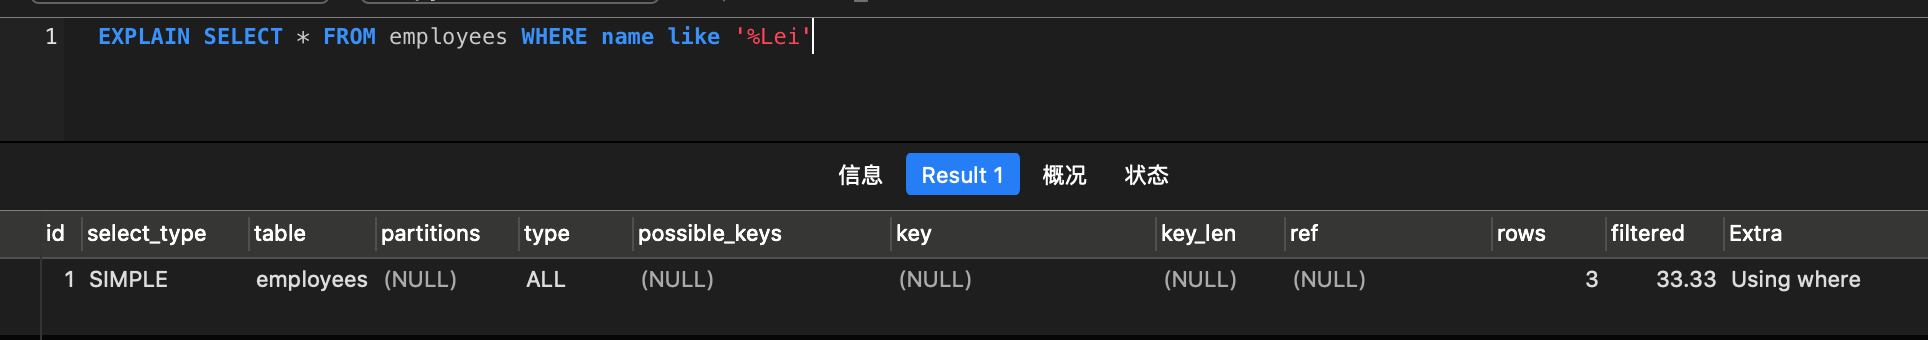 1 EXPLAIN SELECT * FROM employees WHERE name like '%Lei'
信息 Result 1 概况 状态
id select_type table partitions type possible_keys key key_len ref rows filtered Extra
1 SIMPLE employees (NULL) ALL (NULL) (NULL) (NULL) (NULL) 3 33.33 Using where